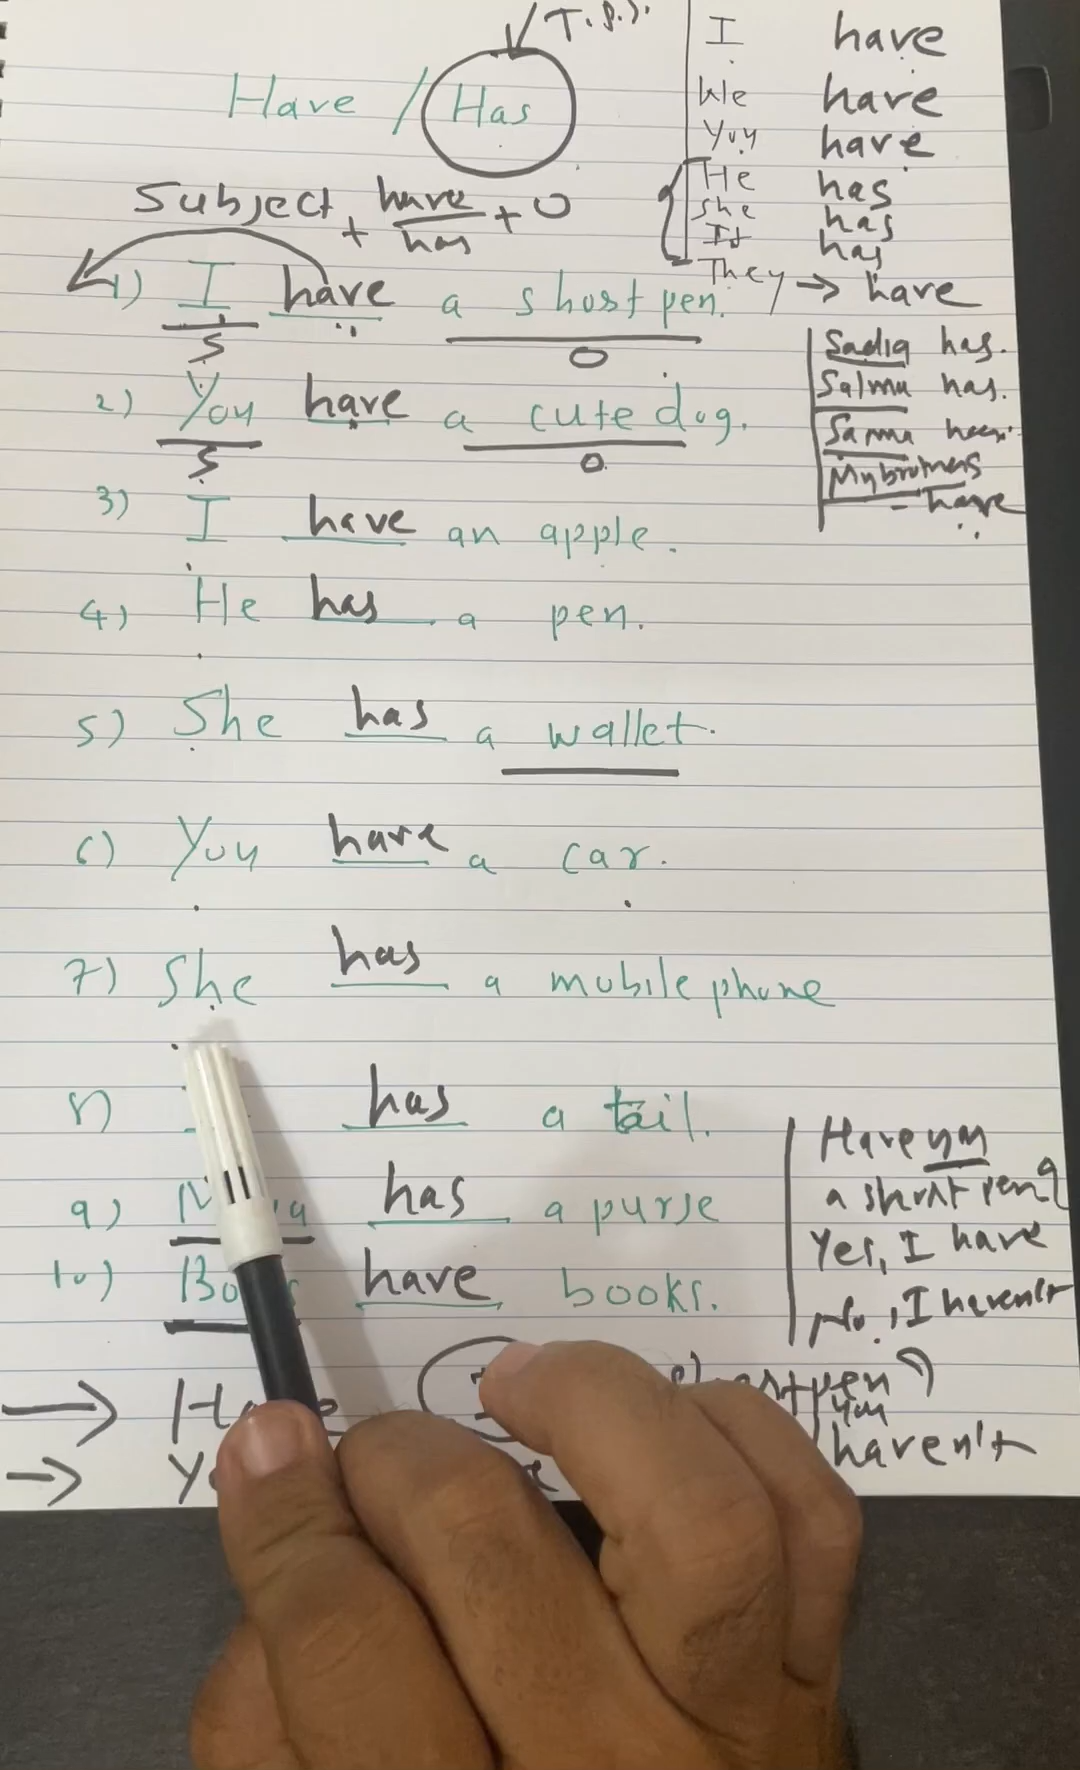 T.P.S.
Have / Has
Subject + have/has + O
1) I have a short pen.
S O
2) You have a cute dog.
S O
3) I have an apple.
4) He has a pen.
5) She has a wallet.
6) You have a car.
7) She has a mobile phone
8) has a tail.
9) has a purse
10) have books.
I have
We have
You have
He has
She has
It has
They → have
Sadiq has.
Salma has.
My brothers
- have
Have you
a short pen?
Yes, I have
No, I haven't
→ pen?
you
→ haven't